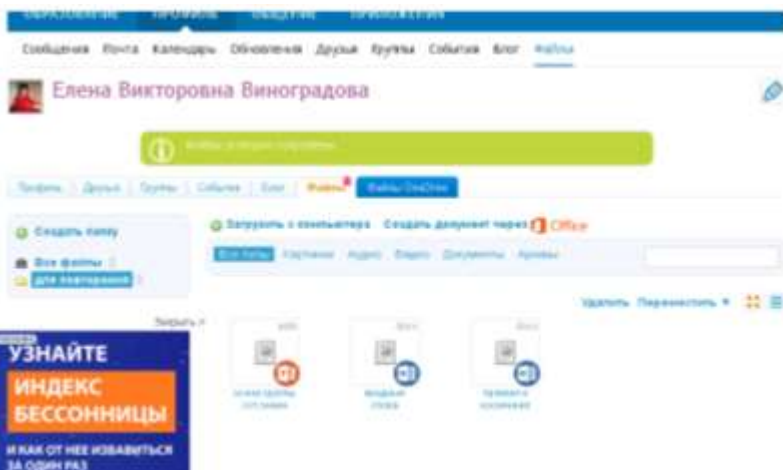 ОБРАЗОВАНИЕ ПРОФИЛЬ ОБЩЕНИЕ ПРИЛОЖЕНИЯ
Сообщения Почта Календарь Обновления Друзья Группы События Блог Файлы
Елена Викторовна Виноградова
Профиль Друзья Группы События Блог Файлы Файлы OneDrive
Создать папку
Все файлы
для повторения
Загрузить с компьютера Создать документ через Office
Все типы Картинки Аудио Видео Документы Архивы
Удалить Переместить
Закрыть
УЗНАЙТЕ
ИНДЕКС
БЕССОННИЦЫ
И КАК ОТ НЕЕ ИЗБАВИТЬСЯ
ЗА ОДИН РАЗ